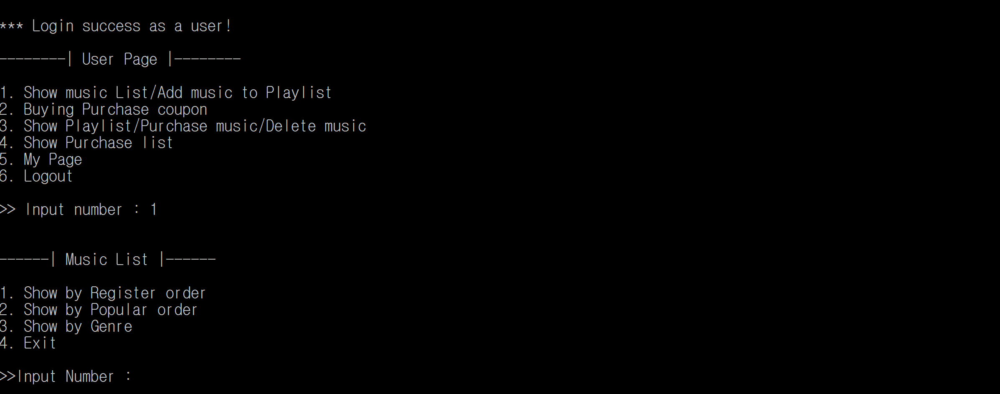 *** Login success as a user!
--------| User Page |--------
1. Show music List/Add music to Playlist
2. Buying Purchase coupon
3. Show Playlist/Purchase music/Delete music
4. Show Purchase list
5. My Page
6. Logout
>> Input number : 1
------| Music List |------
1. Show by Register order
2. Show by Popular order
3. Show by Genre
4. Exit
>>Input Number :